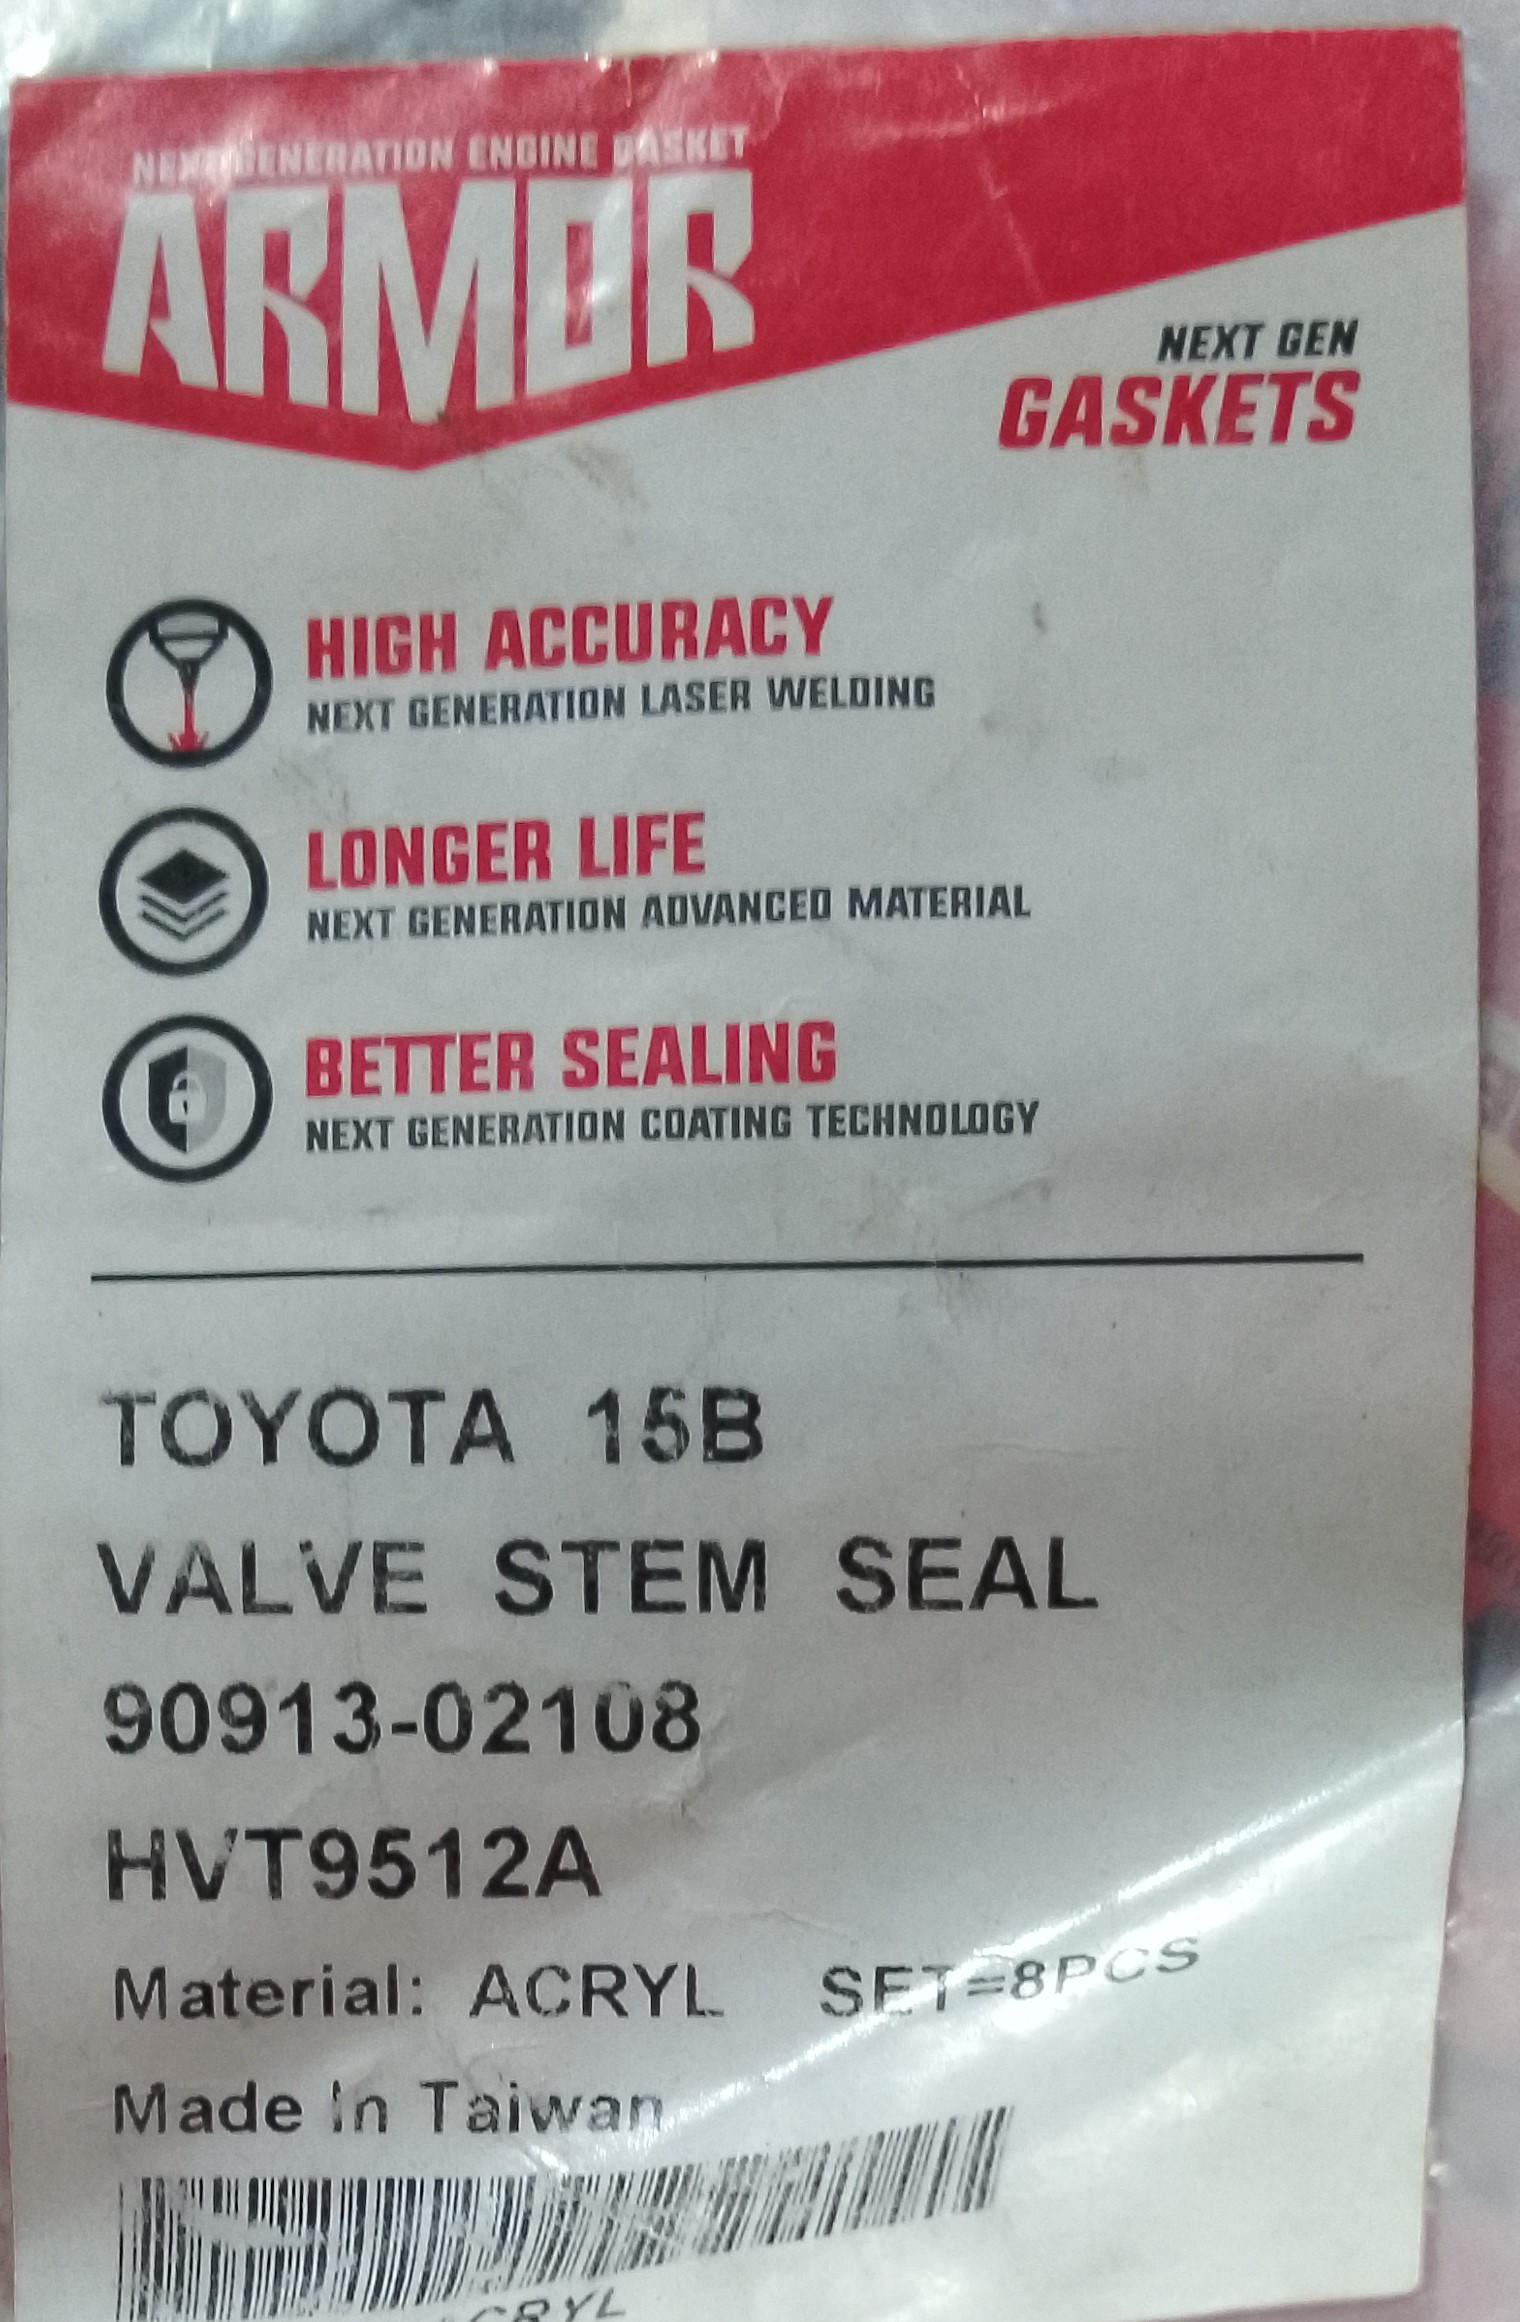 NEXT GENERATION ENGINE GASKET
ARMOR
NEXT GEN
GASKETS
HIGH ACCURACY
NEXT GENERATION LASER WELDING
LONGER LIFE
NEXT GENERATION ADVANCED MATERIAL
BETTER SEALING
NEXT GENERATION COATING TECHNOLOGY
TOYOTA 15B
VALVE STEM SEAL
90913-02108
HVT9512A
Material: ACRYL SET=8PCS
Made In Taiwan